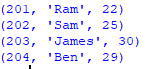 (201, 'Ram', 22)
(202, 'Sam', 25)
(203, 'James', 30)
(204, 'Ben', 29)